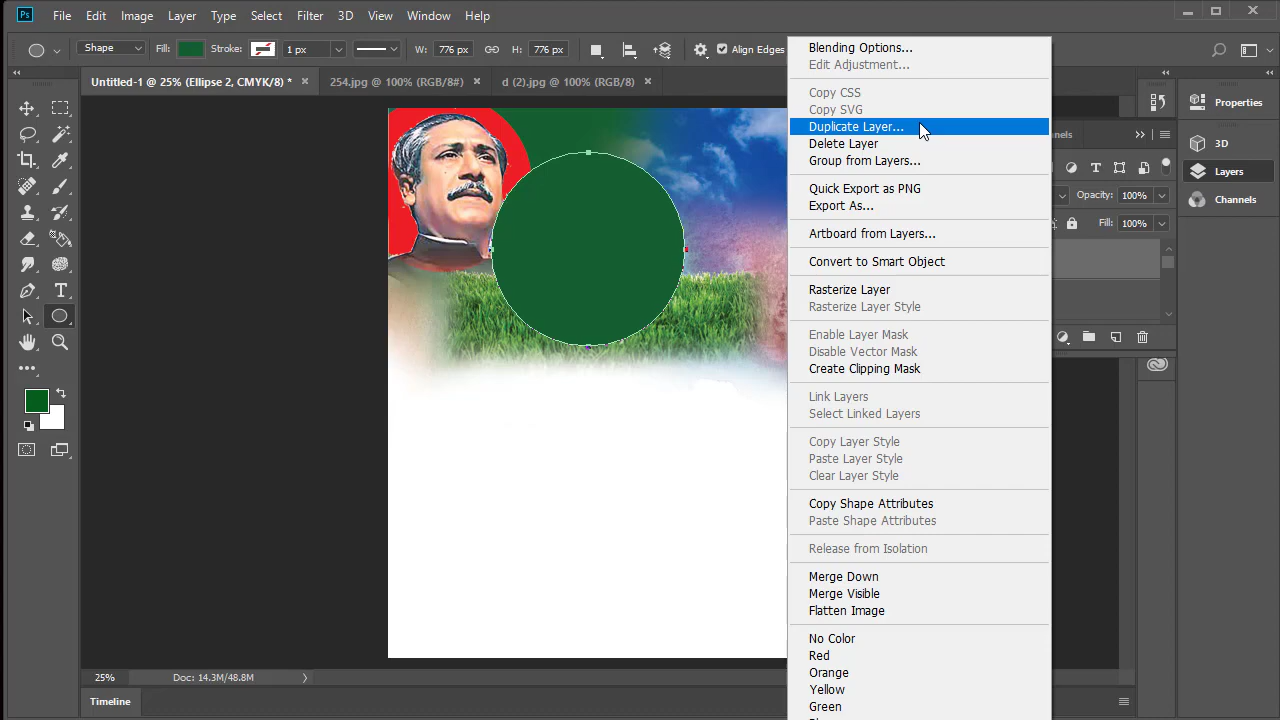 Ps File Edit Image Layer Type Select Filter 3D View Window Help
Shape Fill: Stroke: 1 px W: 776 px H: 776 px Align Edges
Untitled-1 @ 25% (Ellipse 2, CMYK/8) * × 254.jpg @ 100% (RGB/8#) × d (2).jpg @ 100% (RGB/8) ×
Blending Options...
Edit Adjustment...
Copy CSS
Copy SVG
Duplicate Layer...
Delete Layer
Group from Layers...
Quick Export as PNG
Export As...
Artboard from Layers...
Convert to Smart Object
Rasterize Layer
Rasterize Layer Style
Enable Layer Mask
Disable Vector Mask
Create Clipping Mask
Link Layers
Select Linked Layers
Copy Layer Style
Paste Layer Style
Clear Layer Style
Copy Shape Attributes
Paste Shape Attributes
Release from Isolation
Merge Down
Merge Visible
Flatten Image
No Color
Red
Orange
Yellow
Green
Opacity: 100%
Fill: 100%
Properties
3D
Layers
Channels
25% Doc: 14.3M/48.8M
Timeline